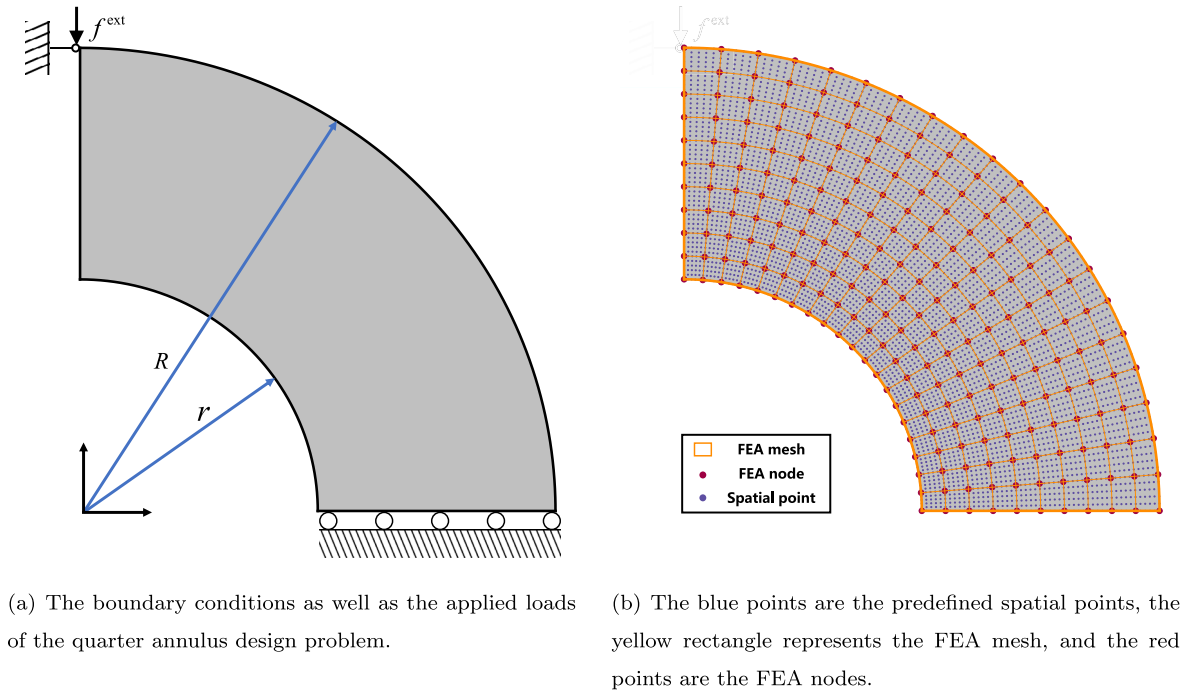 f^ext
R
r
f^ext
FEA mesh
FEA node
Spatial point
(a) The boundary conditions as well as the applied loads
of the quarter annulus design problem.
(b) The blue points are the predefined spatial points, the
yellow rectangle represents the FEA mesh, and the red
points are the FEA nodes.